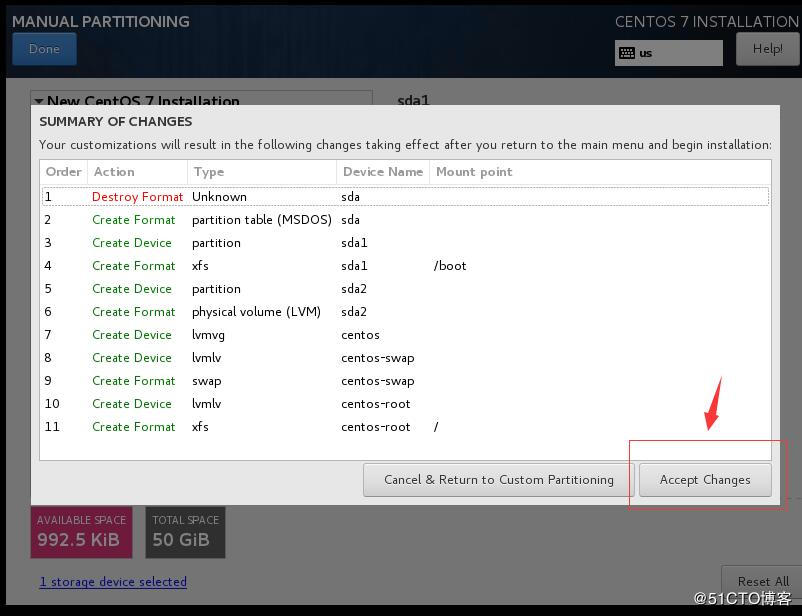 MANUAL PARTITIONING
CENTOS 7 INSTALLATION
Done
us
Help!
New CentOS 7 Installation
sda1
SUMMARY OF CHANGES
Your customizations will result in the following changes taking effect after you return to the main menu and begin installation:
Order Action Type Device Name Mount point
1 Destroy Format Unknown sda
2 Create Format partition table (MSDOS) sda
3 Create Device partition sda1
4 Create Format xfs sda1 /boot
5 Create Device partition sda2
6 Create Format physical volume (LVM) sda2
7 Create Device lvmvg centos
8 Create Device lvmlv centos-swap
9 Create Format swap centos-swap
10 Create Device lvmlv centos-root
11 Create Format xfs centos-root /
Cancel & Return to Custom Partitioning
Accept Changes
AVAILABLE SPACE
992.5 KiB
TOTAL SPACE
50 GiB
1 storage device selected
Reset All
@51CTO博客